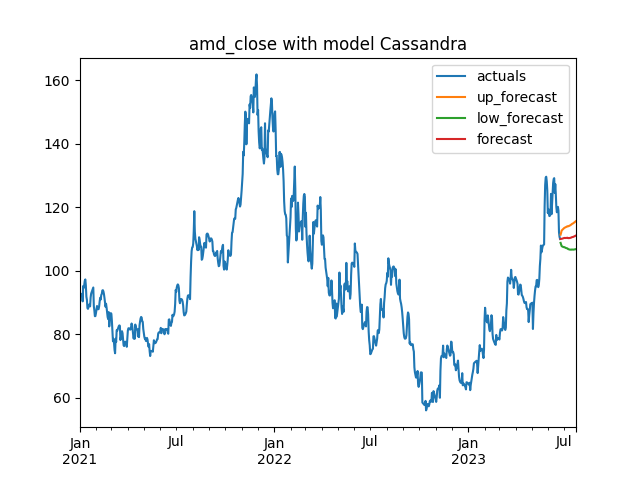 amd_close with model Cassandra
actuals
up_forecast
low_forecast
forecast
160
140
120
100
80
60
Jan Jul Jan Jul Jan Jul
2021 2022 2023